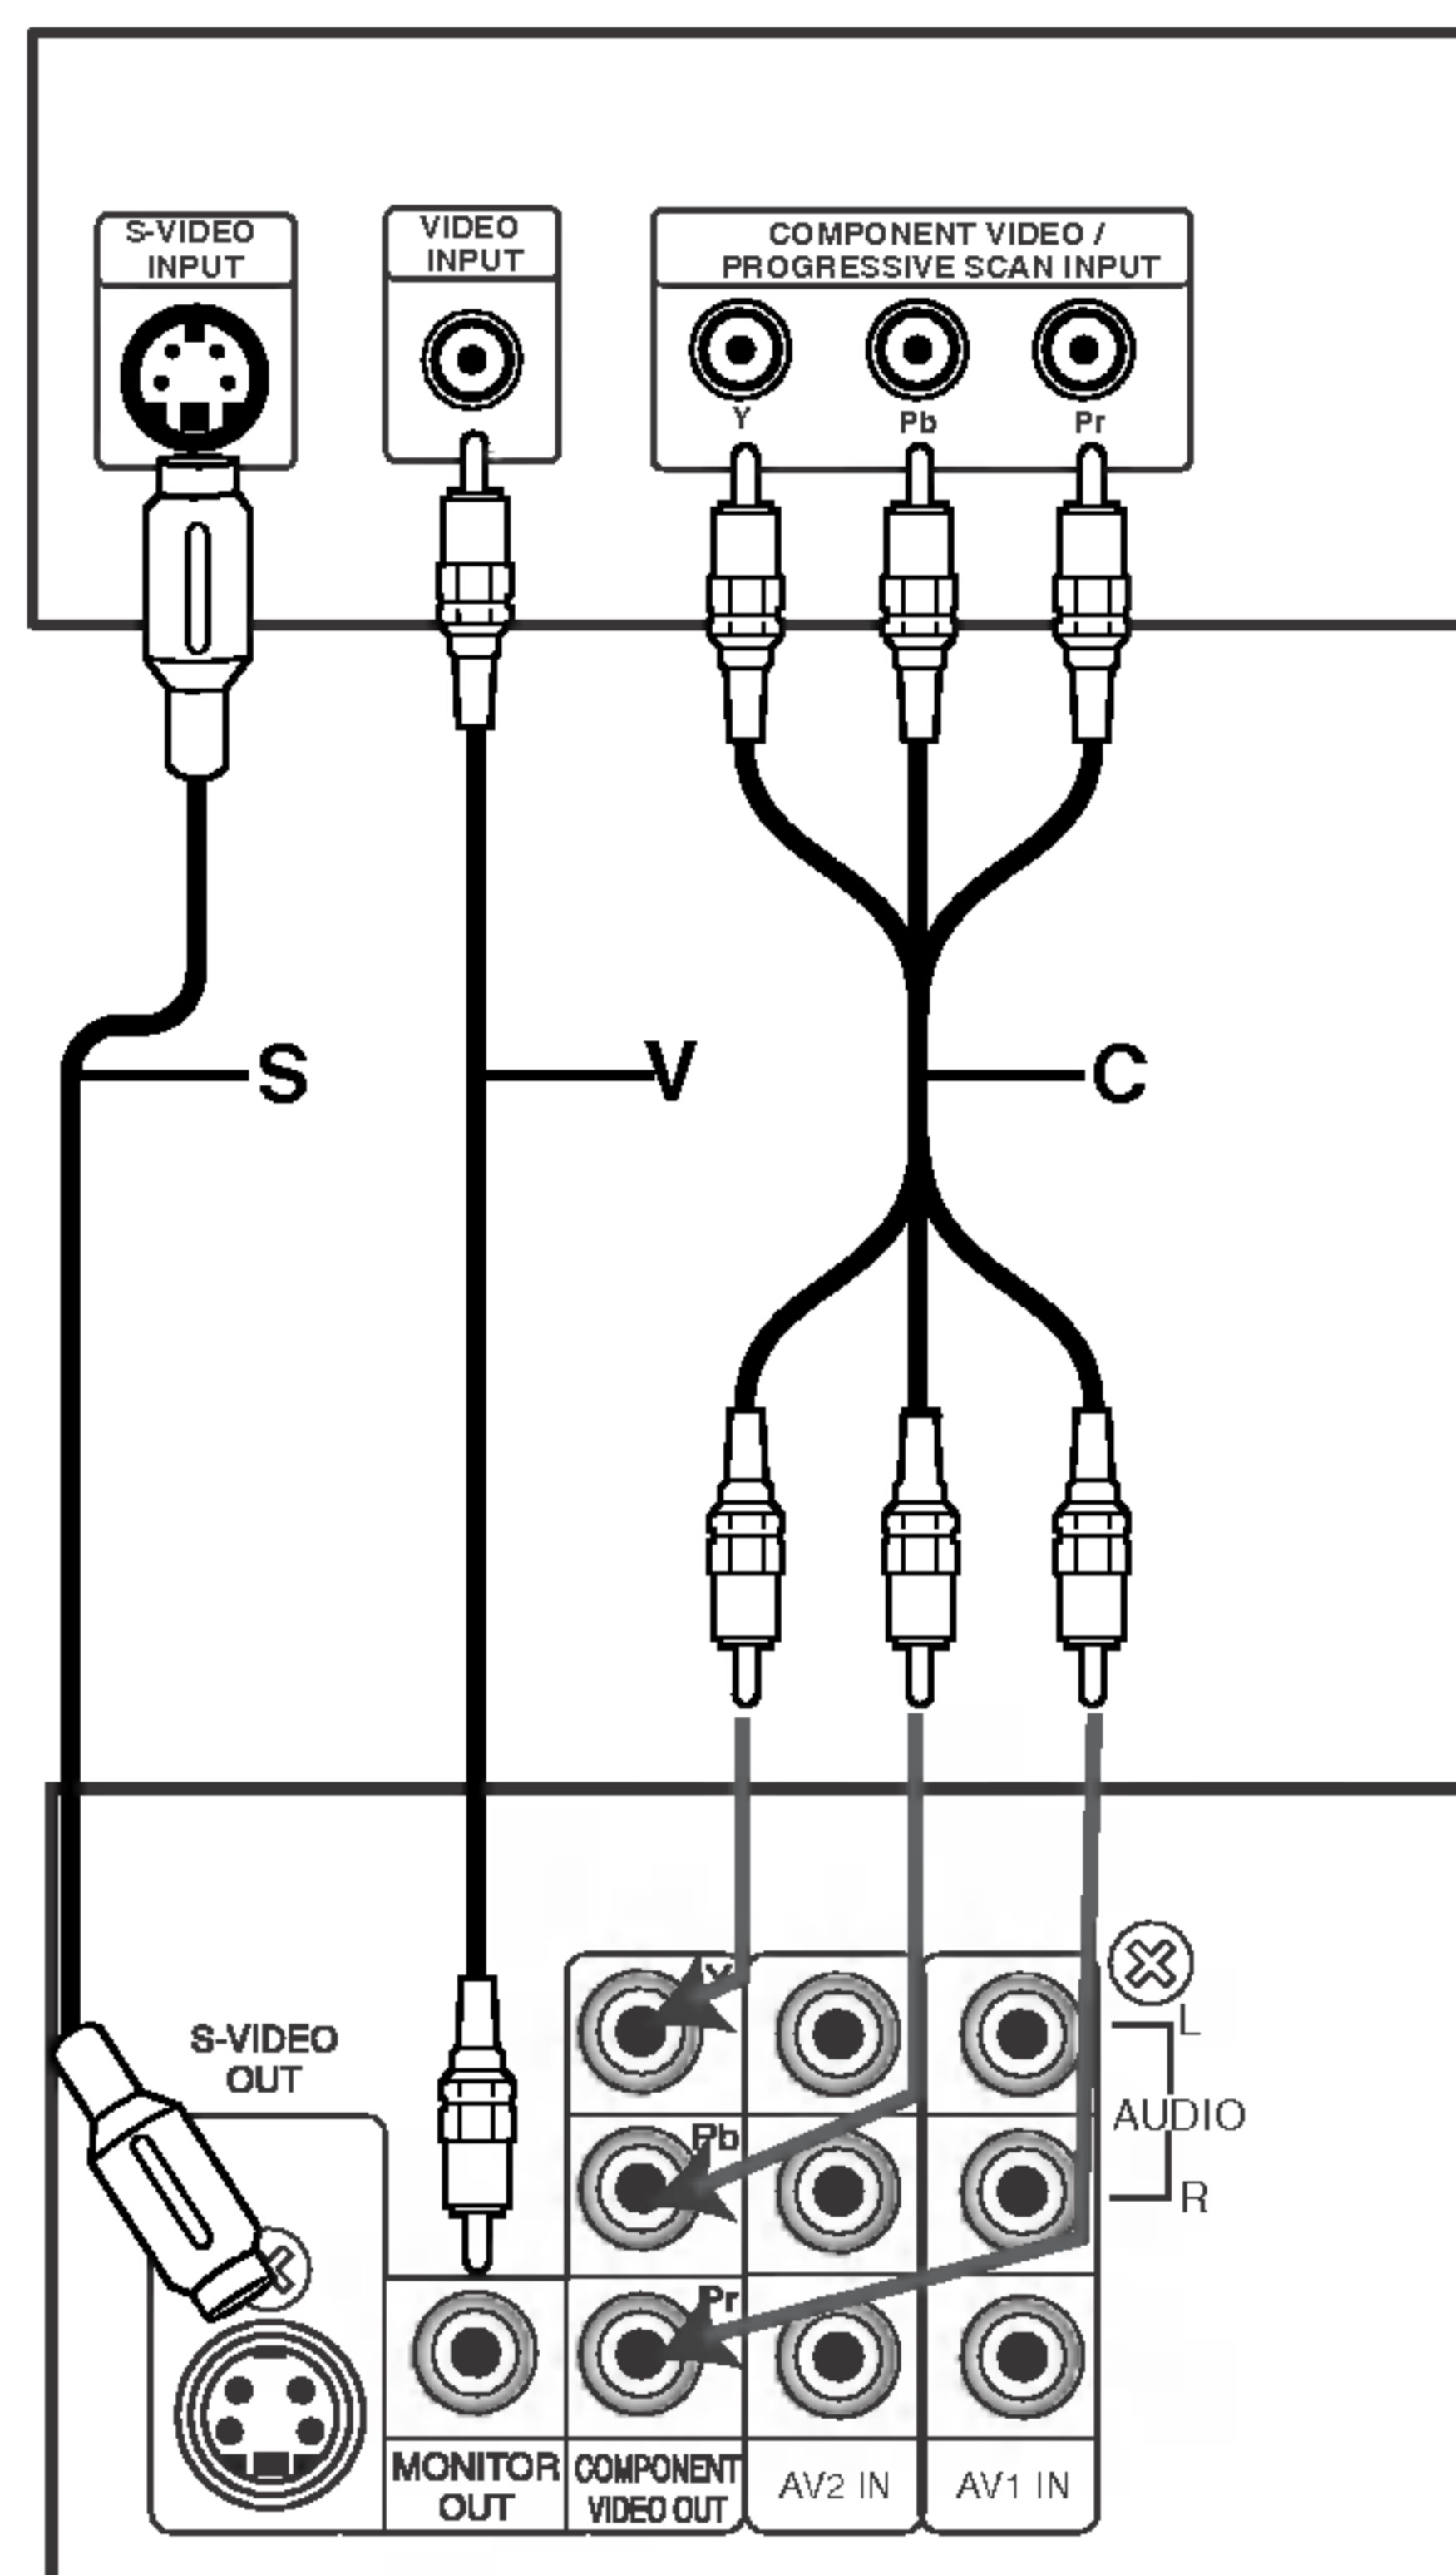 S-VIDEO
INPUT
VIDEO
INPUT
COMPONENT VIDEO /
PROGRESSIVE SCAN INPUT
Y
Pb
Pr
S
V
C
Y
L
S-VIDEO
OUT
AUDIO
Pb
R
Pr
MONITOR
OUT
COMPONENT
VIDEO OUT
AV2 IN
AV1 IN